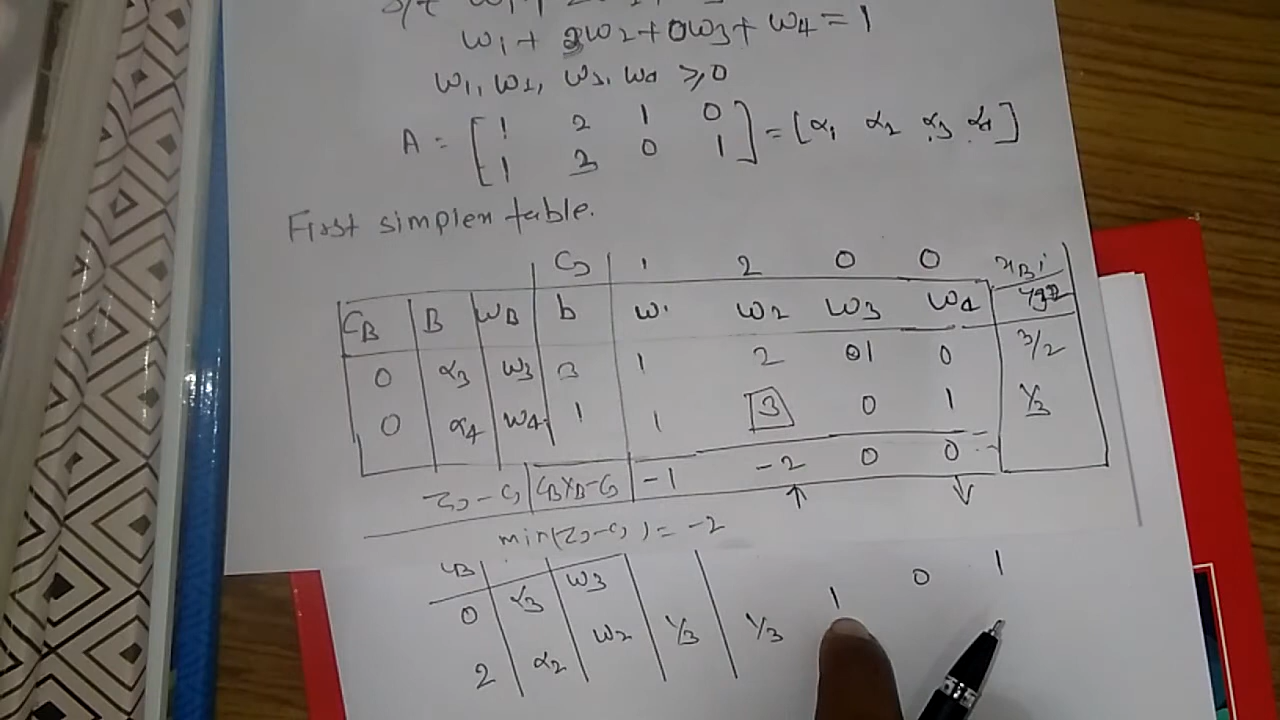 w1 + 3w2 + 0w3 + w4 = 1
w1, w2, w3, w4 ≥ 0
A = [1 2 1 0
1 3 0 1] = [α1 α2 α3 α4]
First simplex table.
Cj 1 2 0 0 xBi
CB B WB b w1 w2 w3 w4
0 α3 w3 3 1 2 01 0 3/2
0 α4 w4 1 1 3 0 1 1/3
zj - cj CBXB-Cj -1 -2 0 0
↑ ↓
min(zj-cj) = -2
CB
0 α3 w3
2 α2 w2 1/3 1/3 1 0 1